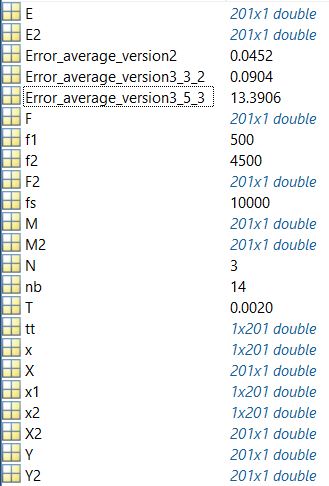 E 201x1 double
E2 201x1 double
Error_average_version2 0.0452
Error_average_version3_3_2 0.0904
Error_average_version3_5_3 13.3906
F 201x1 double
f1 500
f2 4500
F2 201x1 double
fs 10000
M 201x1 double
M2 201x1 double
N 3
nb 14
T 0.0020
tt 1x201 double
x 1x201 double
X 201x1 double
x1 1x201 double
x2 1x201 double
X2 201x1 double
Y 201x1 double
Y2 201x1 double